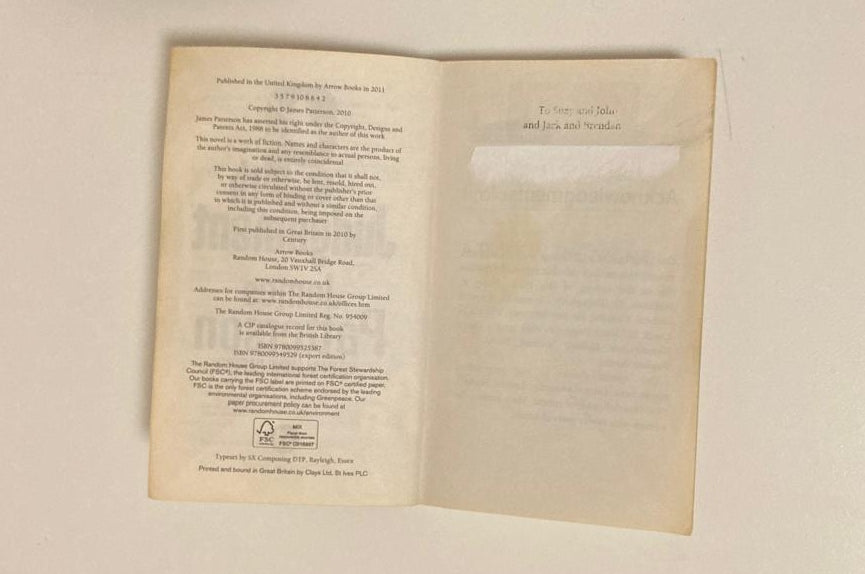 Published in the United Kingdom by Arrow Books in 2011
3 5 7 9 10 8 6 4 2
Copyright © James Patterson, 2010
James Patterson has asserted his right under the Copyright, Designs and
Patents Act, 1988 to be identified as the author of this work
This novel is a work of fiction. Names and characters are the product of
the author's imagination and any resemblance to actual persons, living
or dead, is entirely coincidental
This book is sold subject to the condition that it shall not,
by way of trade or otherwise, be lent, resold, hired out,
or otherwise circulated without the publisher's prior
consent in any form of binding or cover other than that
in which it is published and without a similar condition,
including this condition, being imposed on the
subsequent purchaser
First published in Great Britain in 2010 by
Century
Arrow Books
Random House, 20 Vauxhall Bridge Road,
London SW1V 2SA
www.randomhouse.co.uk
Addresses for companies within The Random House Group Limited
can be found at: www.randomhouse.co.uk/offices.htm
The Random House Group Limited Reg. No. 954009
A CIP catalogue record for this book
is available from the British Library
ISBN
ISBN 9780099549529 (export edition)
The Random House Group Limited supports The Forest Stewardship
Council (FSC®), the leading international forest certification organisation.
Our books carrying the FSC label are printed on FSC® certified paper.
FSC is the only forest certification scheme endorsed by the leading
environmental organisations, including Greenpeace. Our
paper procurement policy can be found at
www.randomhouse.co.uk/environment
FSC
MIX
FSC®
Typeset by SX Composing DTP, Rayleigh, Essex
Printed and bound in Great Britain by Clays Ltd, St Ives PLC
To Suzy and John
and Jack and Brendan